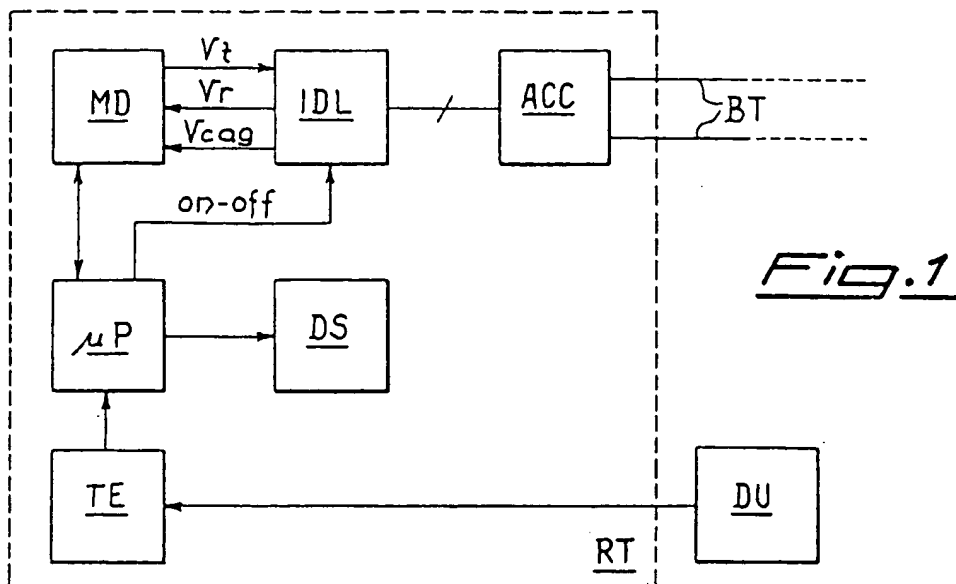 MD
Vt
Vr
Vcag
IDL
ACC
BT
on-off
μP
DS
Fig.1
TE
DU
RT